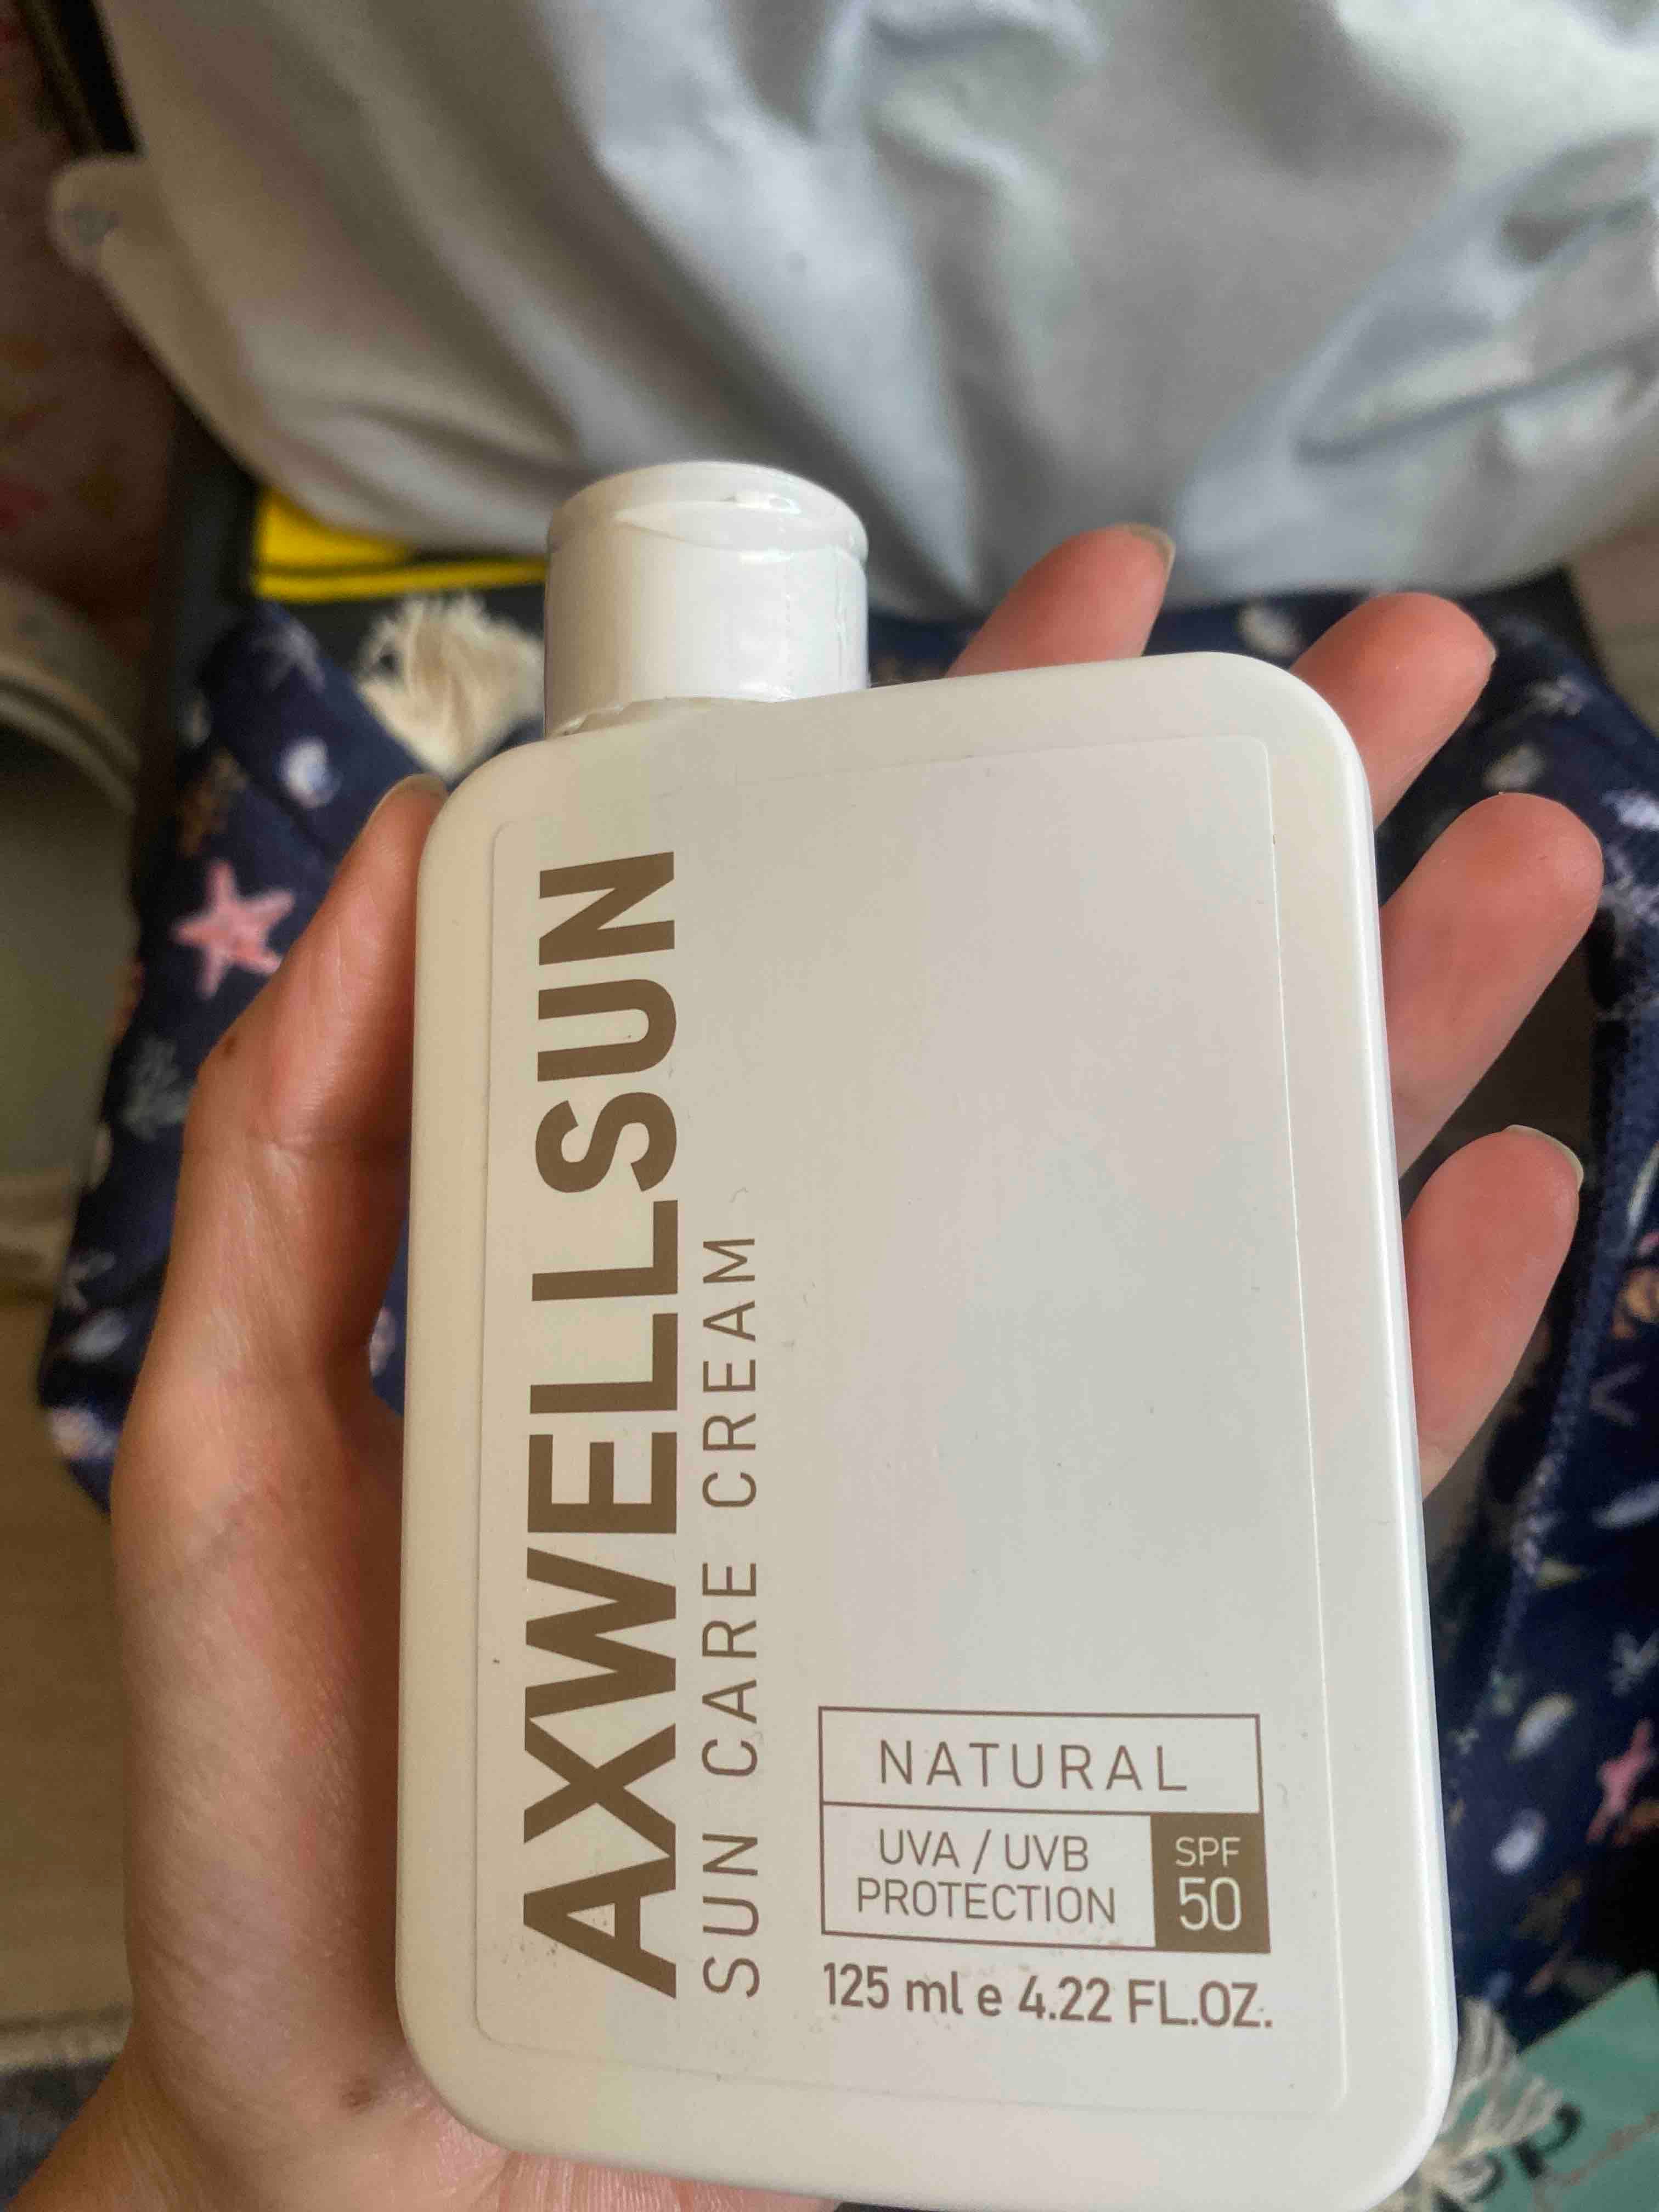 AXWELLSUN
SUN CARE CREAM
NATURAL
UVA / UVB
PROTECTION
SPF
50
125 ml e 4.22 FL.OZ.